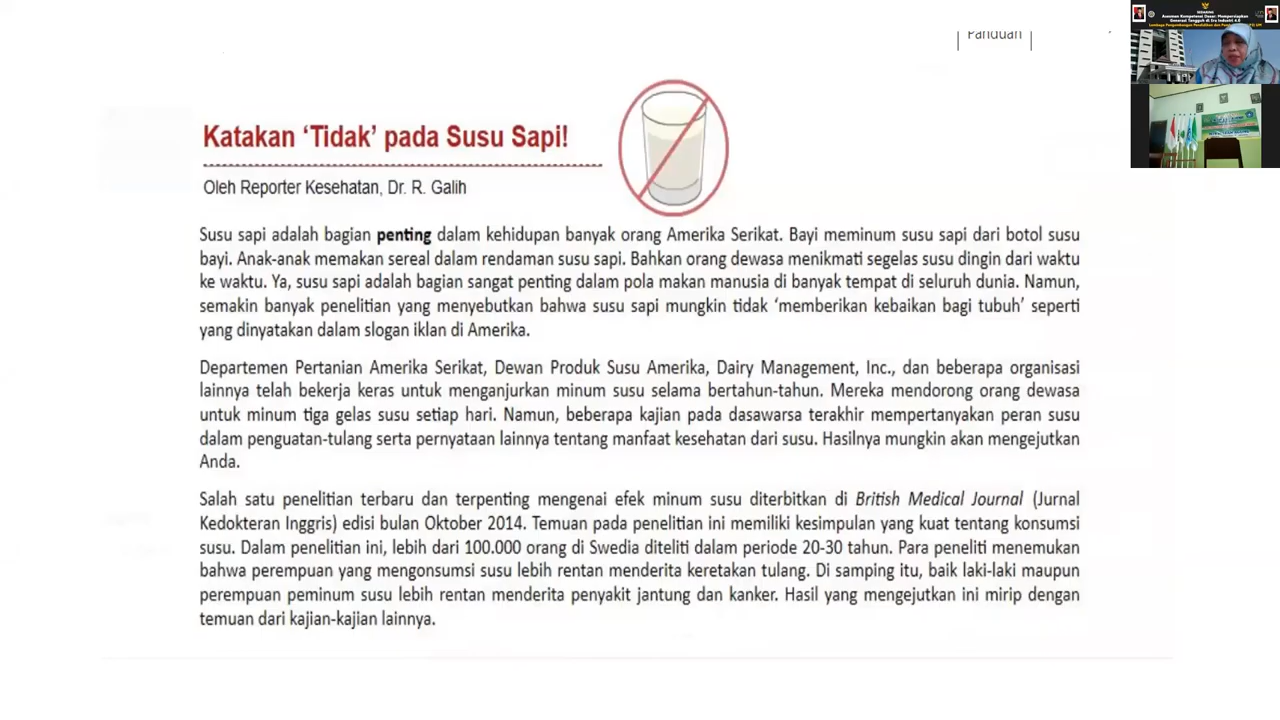 Panduan
Katakan ‘Tidak’ pada Susu Sapi!
Oleh Reporter Kesehatan, Dr. R. Galih
Susu sapi adalah bagian penting dalam kehidupan banyak orang Amerika Serikat. Bayi meminum susu sapi dari botol susu
bayi. Anak-anak memakan sereal dalam rendaman susu sapi. Bahkan orang dewasa menikmati segelas susu dingin dari waktu
ke waktu. Ya, susu sapi adalah bagian sangat penting dalam pola makan manusia di banyak tempat di seluruh dunia. Namun,
semakin banyak penelitian yang menyebutkan bahwa susu sapi mungkin tidak ‘memberikan kebaikan bagi tubuh’ seperti
yang dinyatakan dalam slogan iklan di Amerika.
Departemen Pertanian Amerika Serikat, Dewan Produk Susu Amerika, Dairy Management, Inc., dan beberapa organisasi
lainnya telah bekerja keras untuk menganjurkan minum susu selama bertahun-tahun. Mereka mendorong orang dewasa
untuk minum tiga gelas susu setiap hari. Namun, beberapa kajian pada dasawarsa terakhir mempertanyakan peran susu
dalam penguatan-tulang serta pernyataan lainnya tentang manfaat kesehatan dari susu. Hasilnya mungkin akan mengejutkan
Anda.
Salah satu penelitian terbaru dan terpenting mengenai efek minum susu diterbitkan di British Medical Journal (Jurnal
Kedokteran Inggris) edisi bulan Oktober 2014. Temuan pada penelitian ini memiliki kesimpulan yang kuat tentang konsumsi
susu. Dalam penelitian ini, lebih dari 100.000 orang di Swedia diteliti dalam periode 20-30 tahun. Para peneliti menemukan
bahwa perempuan yang mengonsumsi susu lebih rentan menderita keretakan tulang. Di samping itu, baik laki-laki maupun
perempuan peminum susu lebih rentan menderita penyakit jantung dan kanker. Hasil yang mengejutkan ini mirip dengan
temuan dari kajian-kajian lainnya.
Asesmen Kompetensi Dasar: Mempersiapkan
Generasi Tangguh di Era Industri 4.0